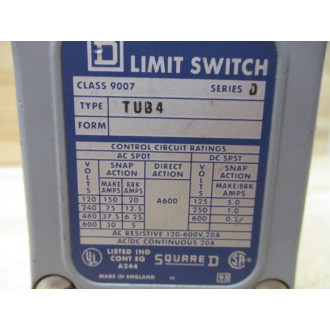 D LIMIT SWITCH
CLASS 9007 SERIES D
TYPE TUB4
FORM
CONTROL CIRCUIT RATINGS
AC SPDT DC SPST
VOLTS SNAP ACTION DIRECT ACTION VOLTS SNAP ACTION
MAKE AMPS BRK AMPS A600 MAKE/BRK AMPS
120 150 20 125 5.0
240 75 12.5 250 1.0
480 37.5 6.25 600 0.2
600 30 5
AC RESISTIVE 120-600V, 20A
AC/DC CONTINUOUS 20A
UL LISTED IND CONT EQ A344 SQUARE D SA
MADE IN ENGLAND